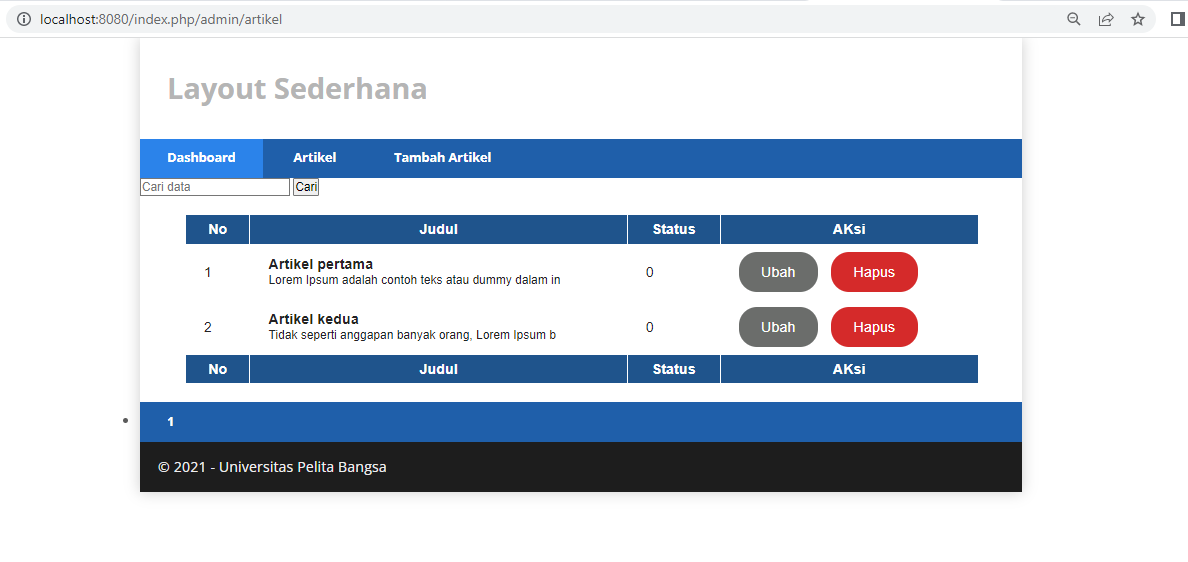 localhost:8080/index.php/admin/artikel
Layout Sederhana
Dashboard Artikel Tambah Artikel
Cari data Cari
No Judul Status AKsi
1 Artikel pertama 0 Ubah Hapus
Lorem Ipsum adalah contoh teks atau dummy dalam in
2 Artikel kedua 0 Ubah Hapus
Tidak seperti anggapan banyak orang, Lorem Ipsum b
No Judul Status AKsi
1
© 2021 - Universitas Pelita Bangsa